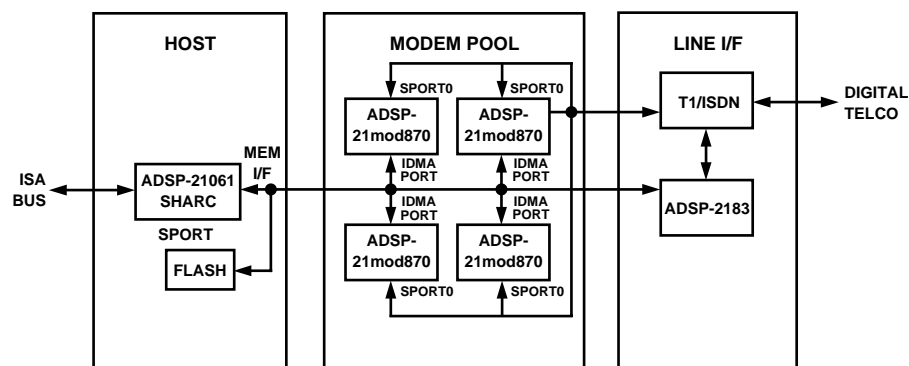 HOST
MODEM POOL
LINE I/F
SPORT0
SPORT0
ADSP-
21mod870
ADSP-
21mod870
T1/ISDN
DIGITAL
TELCO
MEM
I/F
IDMA
PORT
IDMA
PORT
ISA
BUS
ADSP-21061
SHARC
IDMA
PORT
IDMA
PORT
ADSP-2183
SPORT
FLASH
ADSP-
21mod870
ADSP-
21mod870
SPORT0
SPORT0